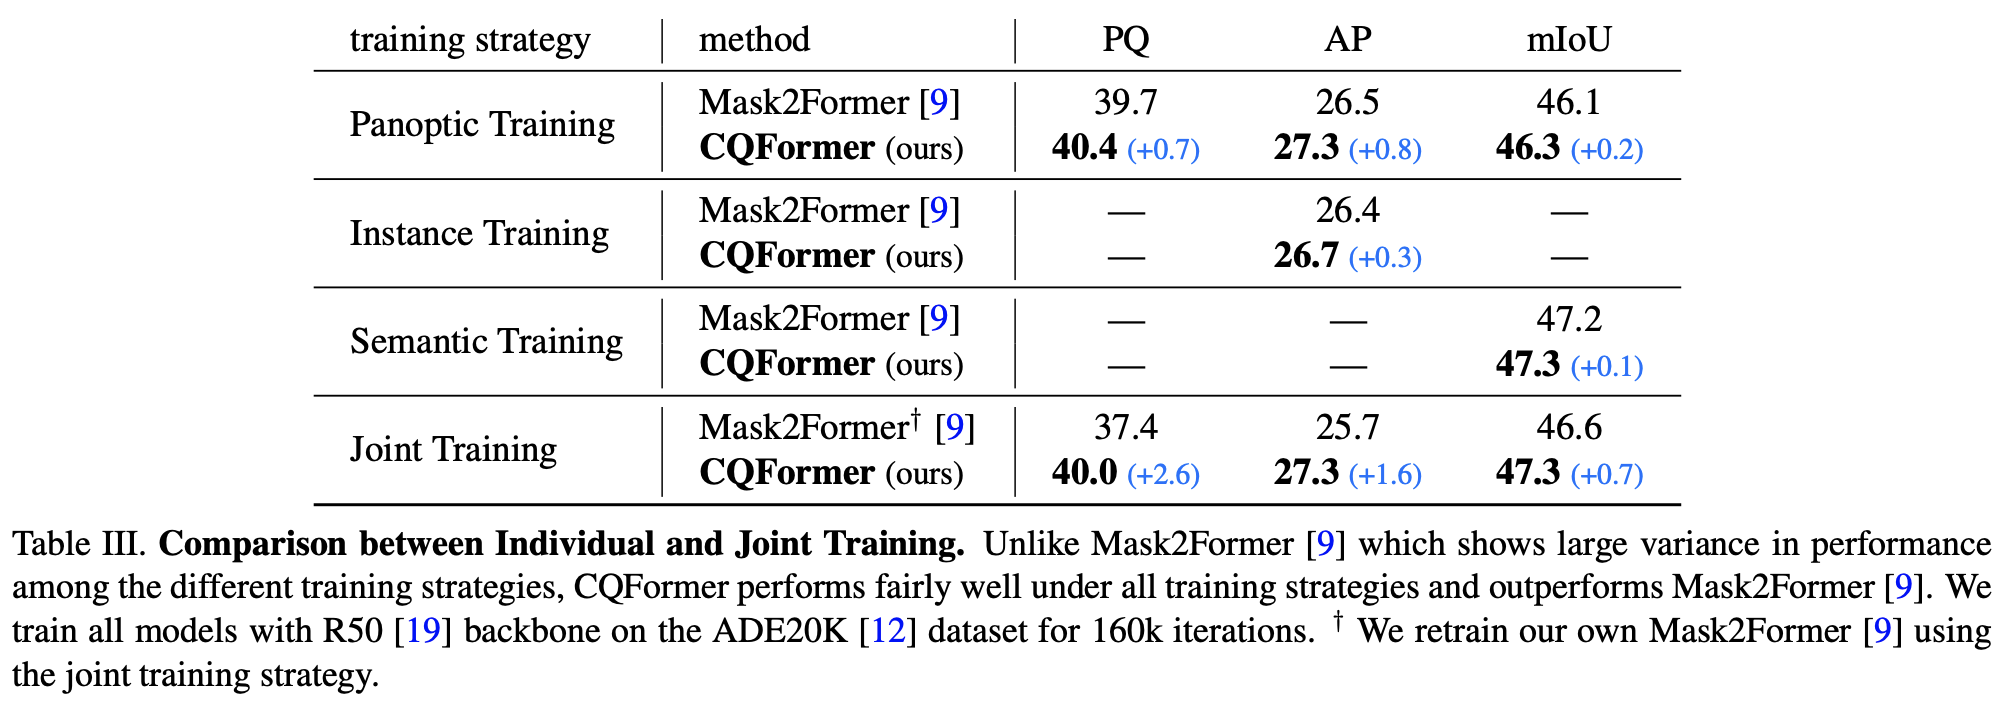 training strategy method PQ AP mIoU
Panoptic Training Mask2Former [9] 39.7 26.5 46.1
CQFormer (ours) 40.4 (+0.7) 27.3 (+0.8) 46.3 (+0.2)
Instance Training Mask2Former [9] — 26.4 —
CQFormer (ours) — 26.7 (+0.3) —
Semantic Training Mask2Former [9] — — 47.2
CQFormer (ours) — — 47.3 (+0.1)
Joint Training Mask2Former† [9] 37.4 25.7 46.6
CQFormer (ours) 40.0 (+2.6) 27.3 (+1.6) 47.3 (+0.7)
Table III. Comparison between Individual and Joint Training. Unlike Mask2Former [9] which shows large variance in performance
among the different training strategies, CQFormer performs fairly well under all training strategies and outperforms Mask2Former [9]. We
train all models with R50 [19] backbone on the ADE20K [12] dataset for 160k iterations. † We retrain our own Mask2Former [9] using
the joint training strategy.